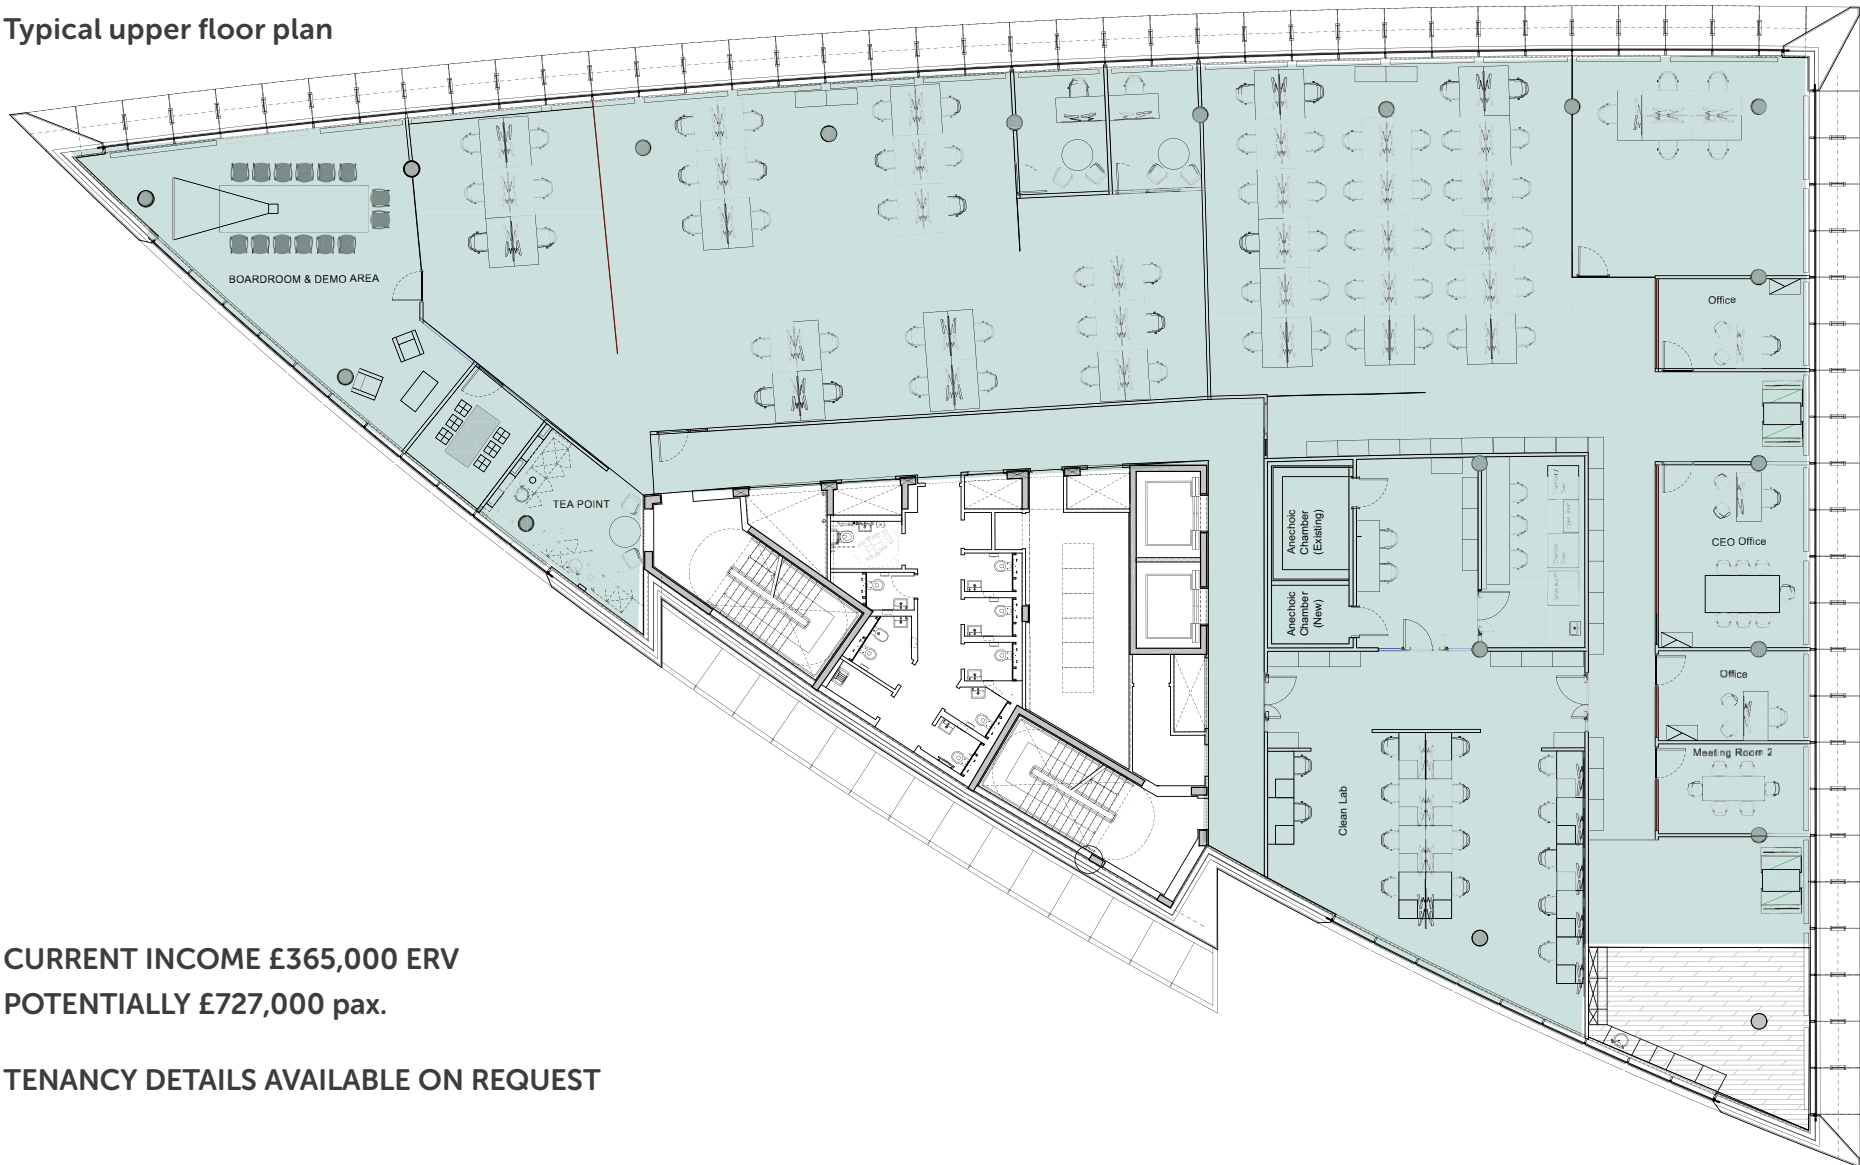 Typical upper floor plan
BOARDROOM & DEMO AREA
TEA POINT
Office
Anechoic
Chamber
(Existing)
Anechoic
Chamber
(New)
CEO Office
Office
Meeting Room 2
Clean Lab
CURRENT INCOME £365,000 ERV
POTENTIALLY £727,000 pax.
TENANCY DETAILS AVAILABLE ON REQUEST